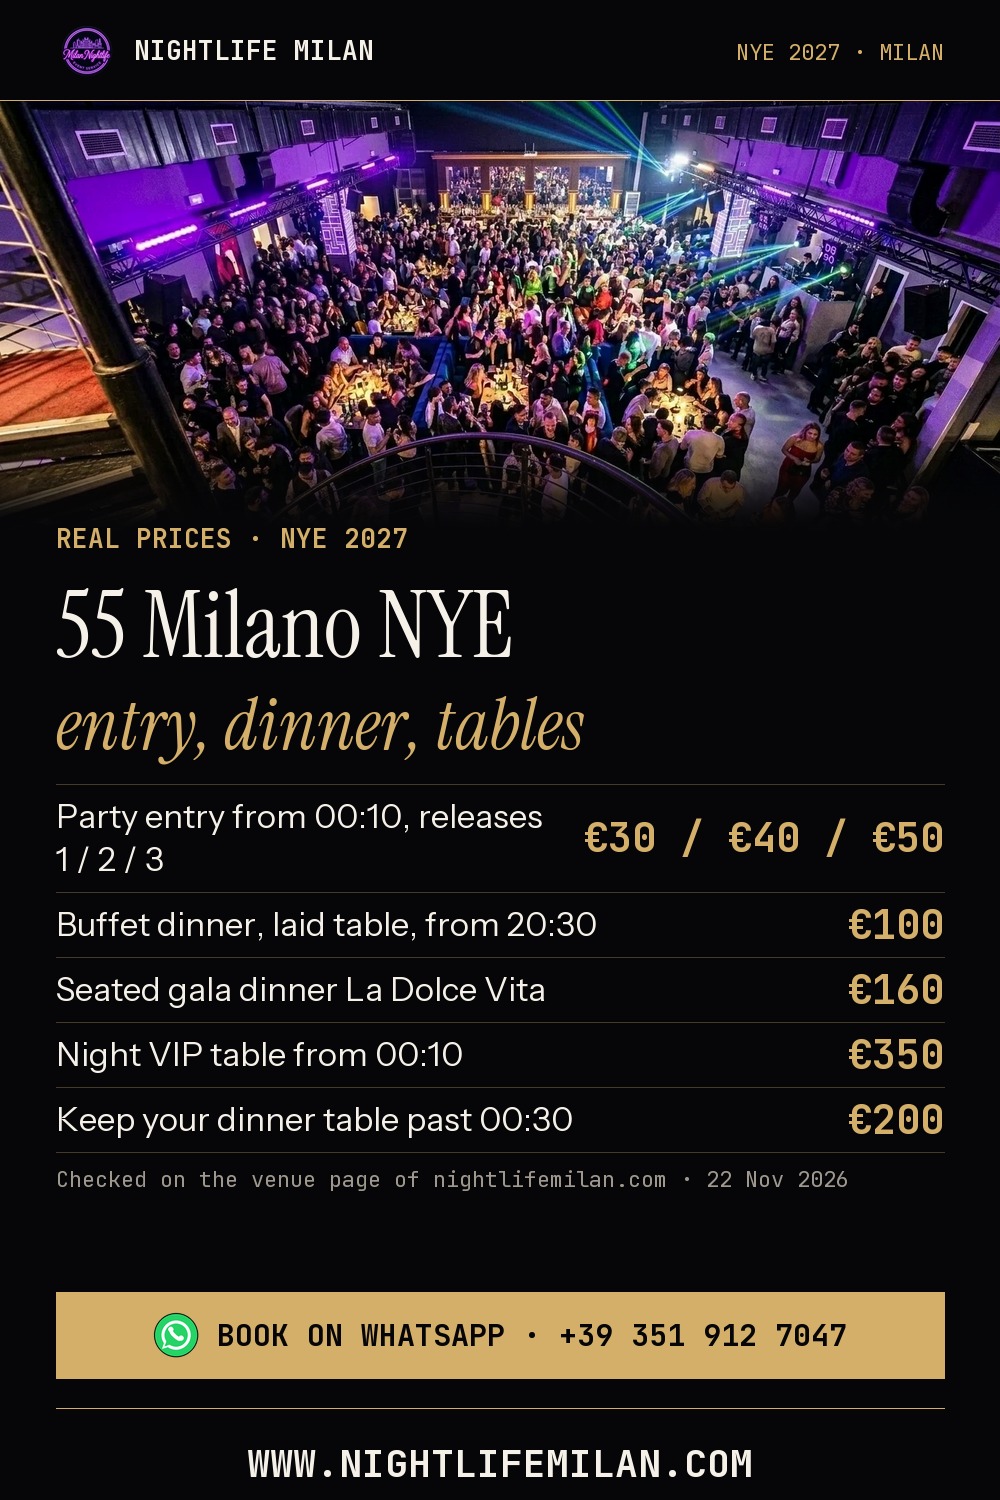 Milan Nightlife
NIGHTLIFE MILAN
NYE 2027 · MILAN
REAL PRICES · NYE 2027
55 Milano NYE
entry, dinner, tables
Party entry from 00:10, releases
1 / 2 / 3
€30 / €40 / €50
Buffet dinner, laid table, from 20:30
€100
Seated gala dinner La Dolce Vita
€160
Night VIP table from 00:10
€350
Keep your dinner table past 00:30
€200
Checked on the venue page of nightlifemilan.com · 22 Nov 2026
BOOK ON WHATSAPP · +39 351 912 7047
WWW.NIGHTLIFEMILAN.COM